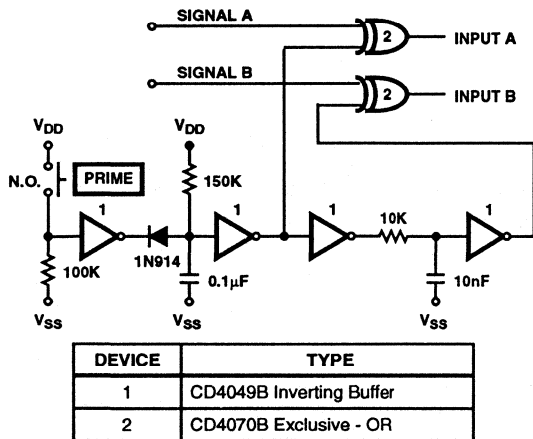 SIGNAL A
2
INPUT A
SIGNAL B
2
INPUT B
VDD
VDD
N.O.
PRIME
150K
1
1
1
10K
1
100K
1N914
0.1µF
10nF
VSS
VSS
VSS
DEVICE TYPE
1 CD4049B Inverting Buffer
2 CD4070B Exclusive - OR